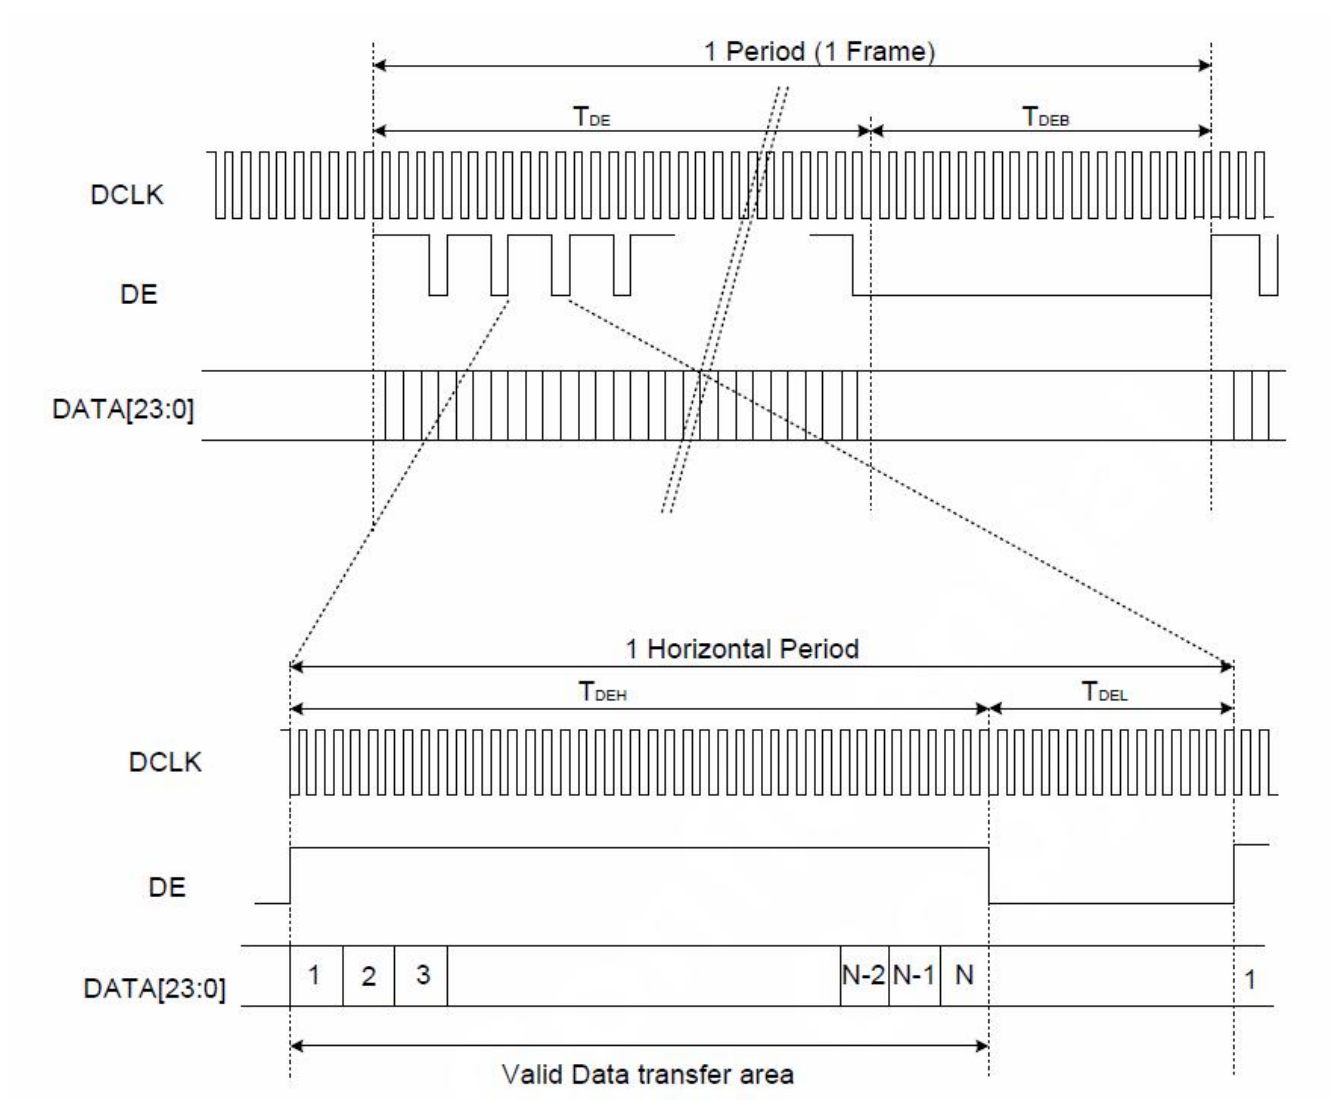 1 Period (1 Frame)
TDE
TDEB
DCLK
DE
DATA[23:0]
1 Horizontal Period
TDEH
TDEL
DCLK
DE
1 2 3 N-2 N-1 N 1
DATA[23:0]
Valid Data transfer area